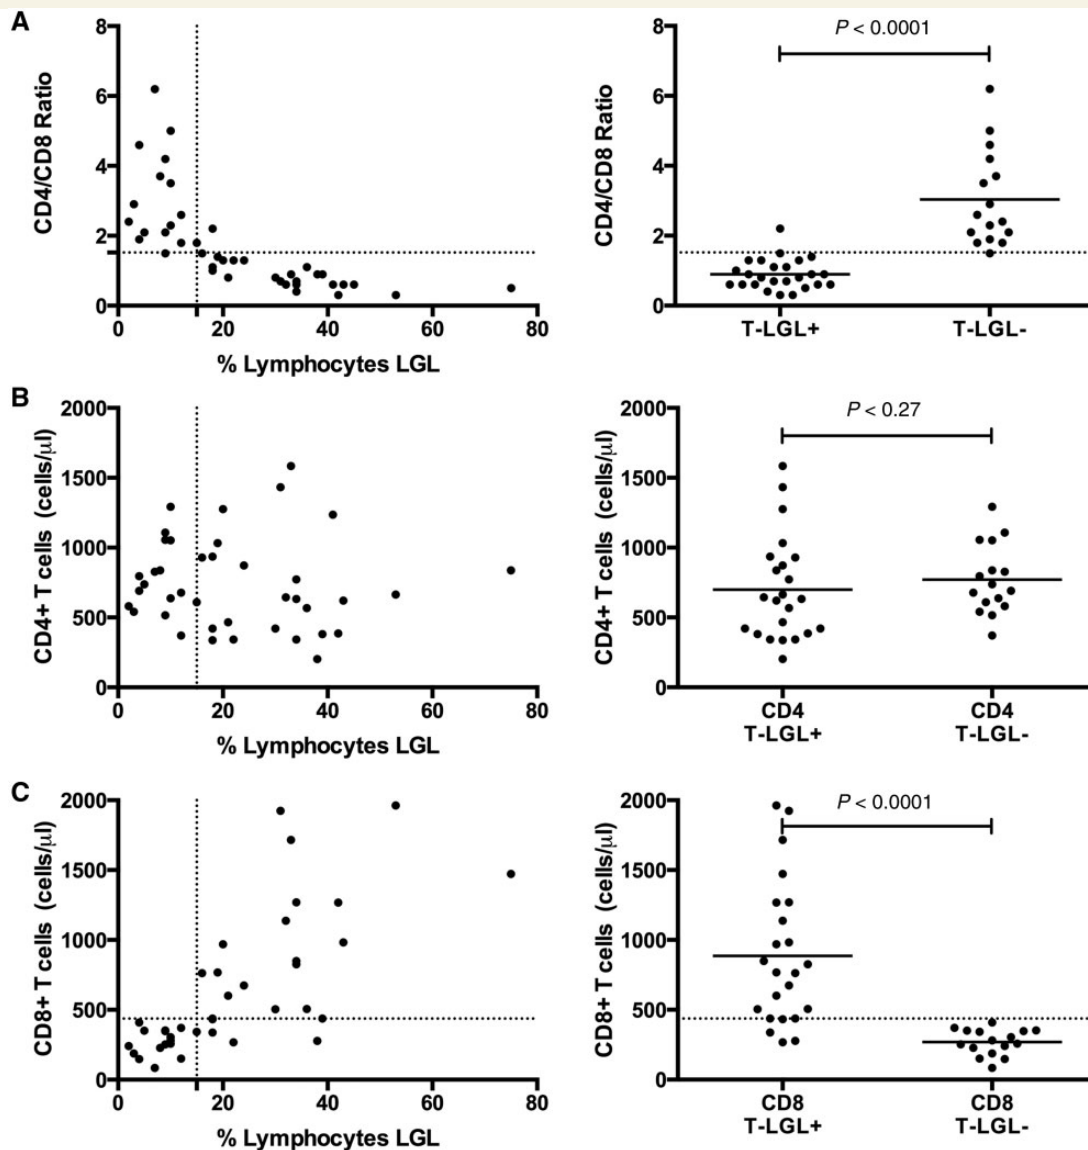 A
CD4/CD8 Ratio
8
6
4
2
0
0 20 40 60 80
% Lymphocytes LGL
CD4/CD8 Ratio
8
6
4
2
0
P < 0.0001
T-LGL+ T-LGL-
B
CD4+ T cells (cells/µl)
2000
1500
1000
500
0
0 20 40 60 80
% Lymphocytes LGL
CD4+ T cells (cells/µl)
2000
1500
1000
500
0
P < 0.27
CD4 CD4
T-LGL+ T-LGL-
C
CD8+ T cells (cells/µl)
2000
1500
1000
500
0
0 20 40 60 80
% Lymphocytes LGL
CD8+ T cells (cells/µl)
2000
1500
1000
500
0
P < 0.0001
CD8 CD8
T-LGL+ T-LGL-